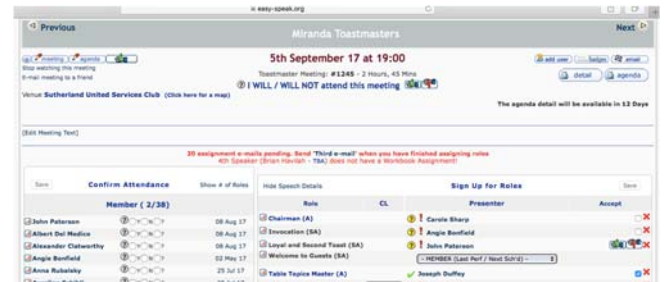 easy-speak.org
Previous
Miranda Toastmasters
Next
meeting agenda
Stop watching this meeting
E-mail meeting to a friend
5th September 17 at 19:00
add user badges email
Toastmaster Meeting: #1245 - 2 Hours, 45 Mins
detail agenda
I WILL / WILL NOT attend this meeting
Venue Sutherland United Services Club (Click here for a map)
The agenda detail will be available in 12 Days
[Edit Meeting Text]
20 assignment e-mails pending. Send 'Third e-mail' when you have finished assigning roles
4th Speaker (Brian Havilah - TBA) does not have a Workbook Assignment!
Save Confirm Attendance Show # of Roles
Hide Speech Details Sign Up for Roles Save
Member ( 2/38)
Role CL Presenter Accept
John Paterson 08 Aug 17
Chairman (A) ! Carole Sharp
Albert Del Medico 08 Aug 17
Invocation (SA) ! Angie Bonfield
Alexander Clatworthy 08 Aug 17
Loyal and Second Toast (SA) ! John Paterson
Angie Bonfield 02 May 17
Welcome to Guests (SA) - MEMBER (Last Perf / Next Sch'd) -
Anna Rubalsky 25 Jul 17
Table Topics Master (A) Joseph Duffey